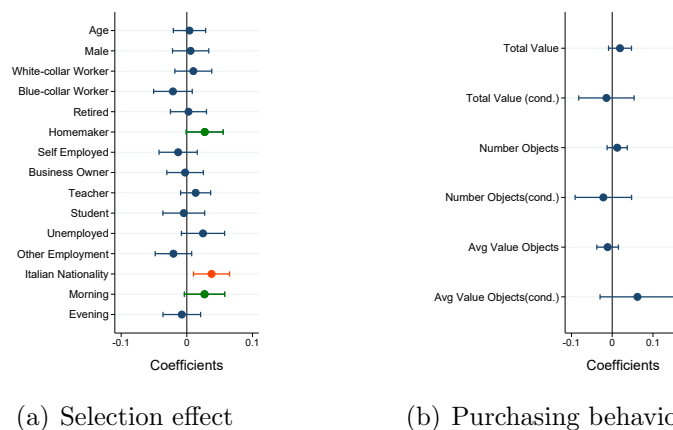 Age
Male
White-collar Worker
Blue-collar Worker
Retired
Homemaker
Self Employed
Business Owner
Teacher
Student
Unemployed
Other Employment
Italian Nationality
Morning
Evening
-0.1 0 0.1
Coefficients
(a) Selection effect
Total Value
Total Value (cond.)
Number Objects
Number Objects(cond.)
Avg Value Objects
Avg Value Objects(cond.)
-0.1 0 0.1
Coefficients
(b) Purchasing behavio